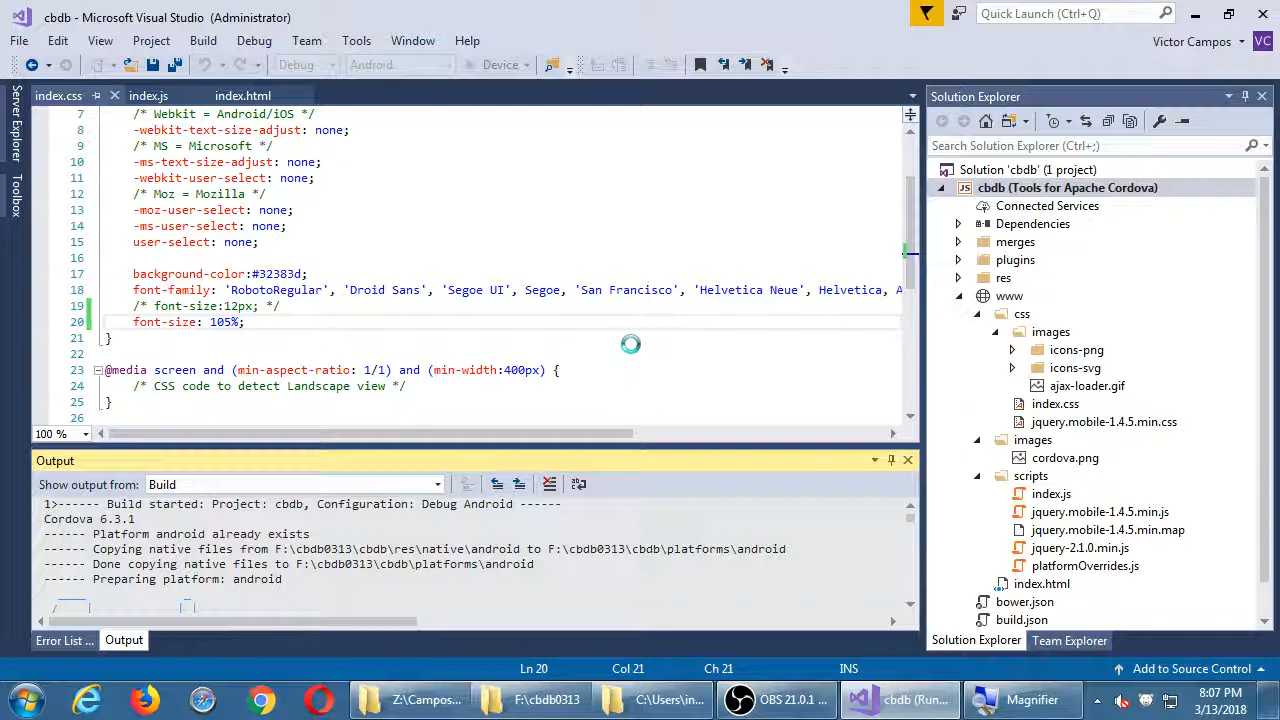 cbdb - Microsoft Visual Studio (Administrator)
Quick Launch (Ctrl+Q)
File Edit View Project Build Debug Team Tools Window Help
Victor Campos VC
Debug Android Device
index.css index.js index.html
Server Explorer
Toolbox
7 /* Webkit = Android/iOS */
8 -webkit-text-size-adjust: none;
9 /* MS = Microsoft */
10 -ms-text-size-adjust: none;
11 -webkit-user-select: none;
12 /* Moz = Mozilla */
13 -moz-user-select: none;
14 -ms-user-select: none;
15 user-select: none;
16
17 background-color:#32383d;
18 font-family: 'RobotoRegular', 'Droid Sans', 'Segoe UI', Segoe, 'San Francisco', 'Helvetica Neue', Helvetica, A
19 /* font-size:12px; */
20 font-size: 105%;
21 }
22
23 @media screen and (min-aspect-ratio: 1/1) and (min-width:400px) {
24 /* CSS code to detect Landscape view */
25 }
26
100 %
Output
Show output from: Build
1>------ Build started: Project: cbdb, Configuration: Debug Android ------
Cordova 6.3.1
------ Platform android already exists
------ Copying native files from F:\cbdb0313\cbdb\res\native\android to F:\cbdb0313\cbdb\platforms\android
------ Done copying native files to F:\cbdb0313\cbdb\platforms\android
------ Preparing platform: android
Error List ... Output
Solution Explorer
Search Solution Explorer (Ctrl+;)
Solution 'cbdb' (1 project)
JS cbdb (Tools for Apache Cordova)
Connected Services
Dependencies
merges
plugins
res
www
css
images
icons-png
icons-svg
ajax-loader.gif
index.css
jquery.mobile-1.4.5.min.css
images
cordova.png
scripts
index.js
jquery.mobile-1.4.5.min.js
jquery.mobile-1.4.5.min.map
jquery-2.1.0.min.js
platformOverrides.js
index.html
bower.json
build.json
Solution Explorer Team Explorer
Ln 20 Col 21 Ch 21 INS Add to Source Control
Z:\Campos... F:\cbdb0313 C:\Users\in... OBS 21.0.1 ... cbdb (Run... Magnifier
8:07 PM
3/13/2018